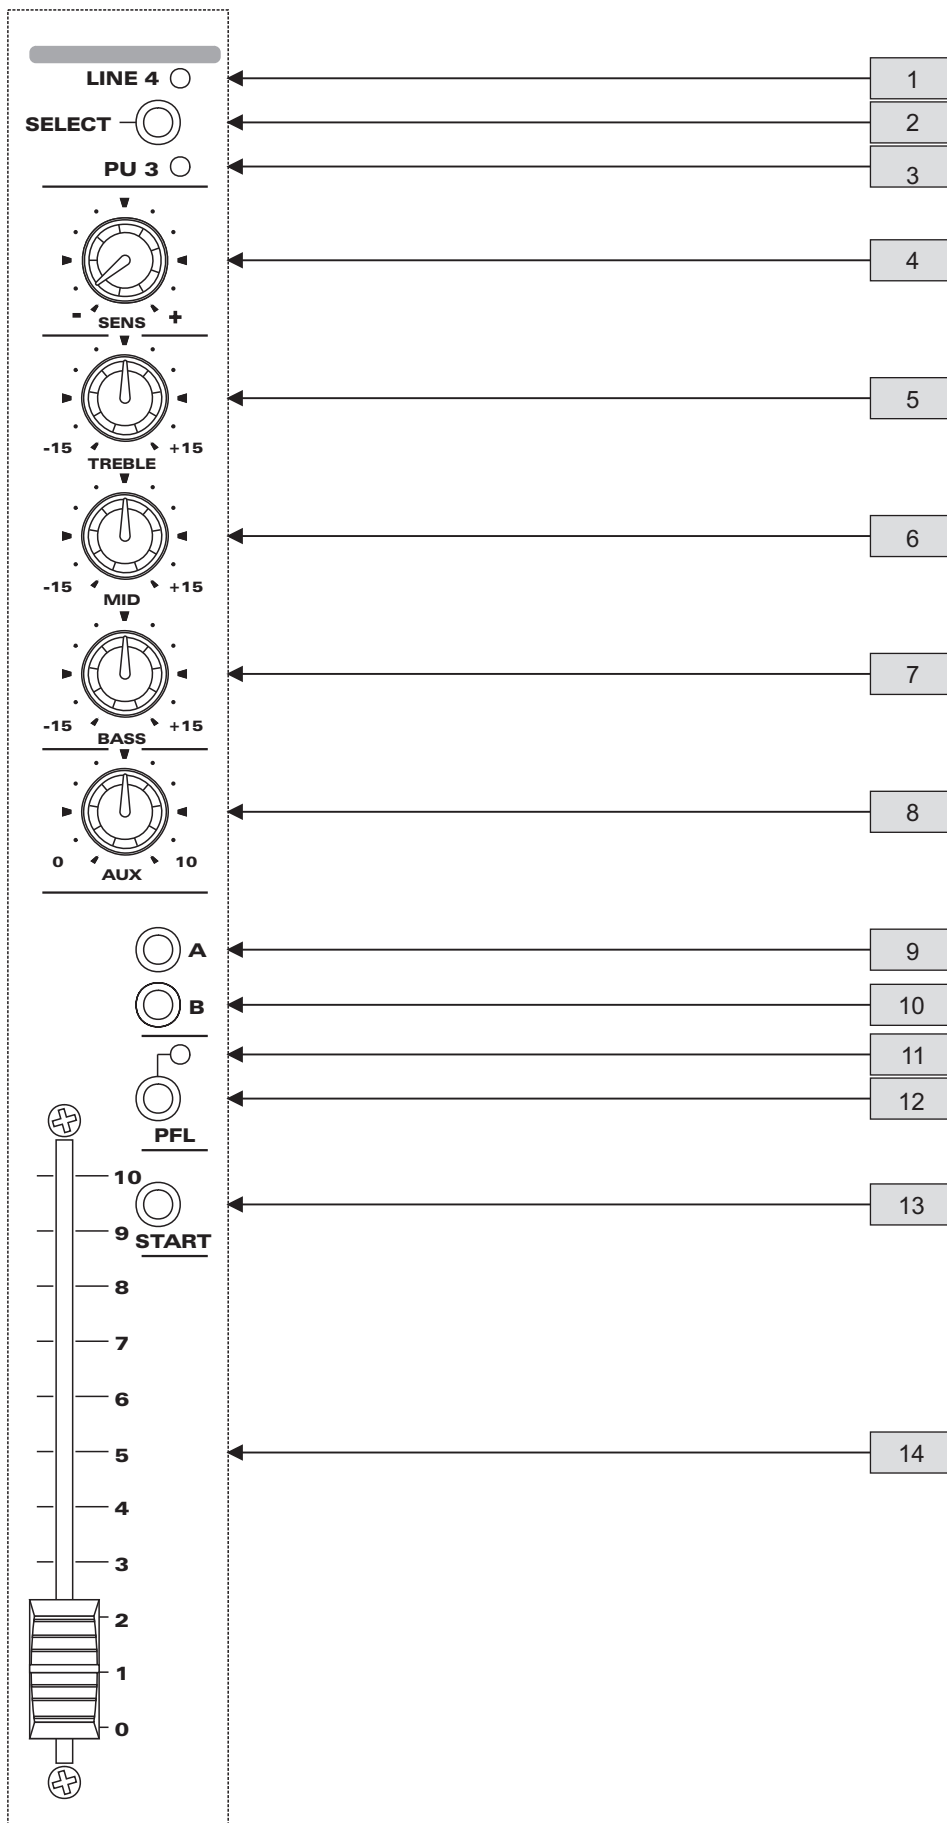 LINE 4 1
SELECT 2
PU 3 3
4
- SENS +
5
-15 TREBLE +15
6
-15 MID +15
7
-15 BASS +15
8
0 AUX 10
A 9
B 10
11
12
PFL
10
13
9 START
8
7
6
5 14
4
3
2
1
0